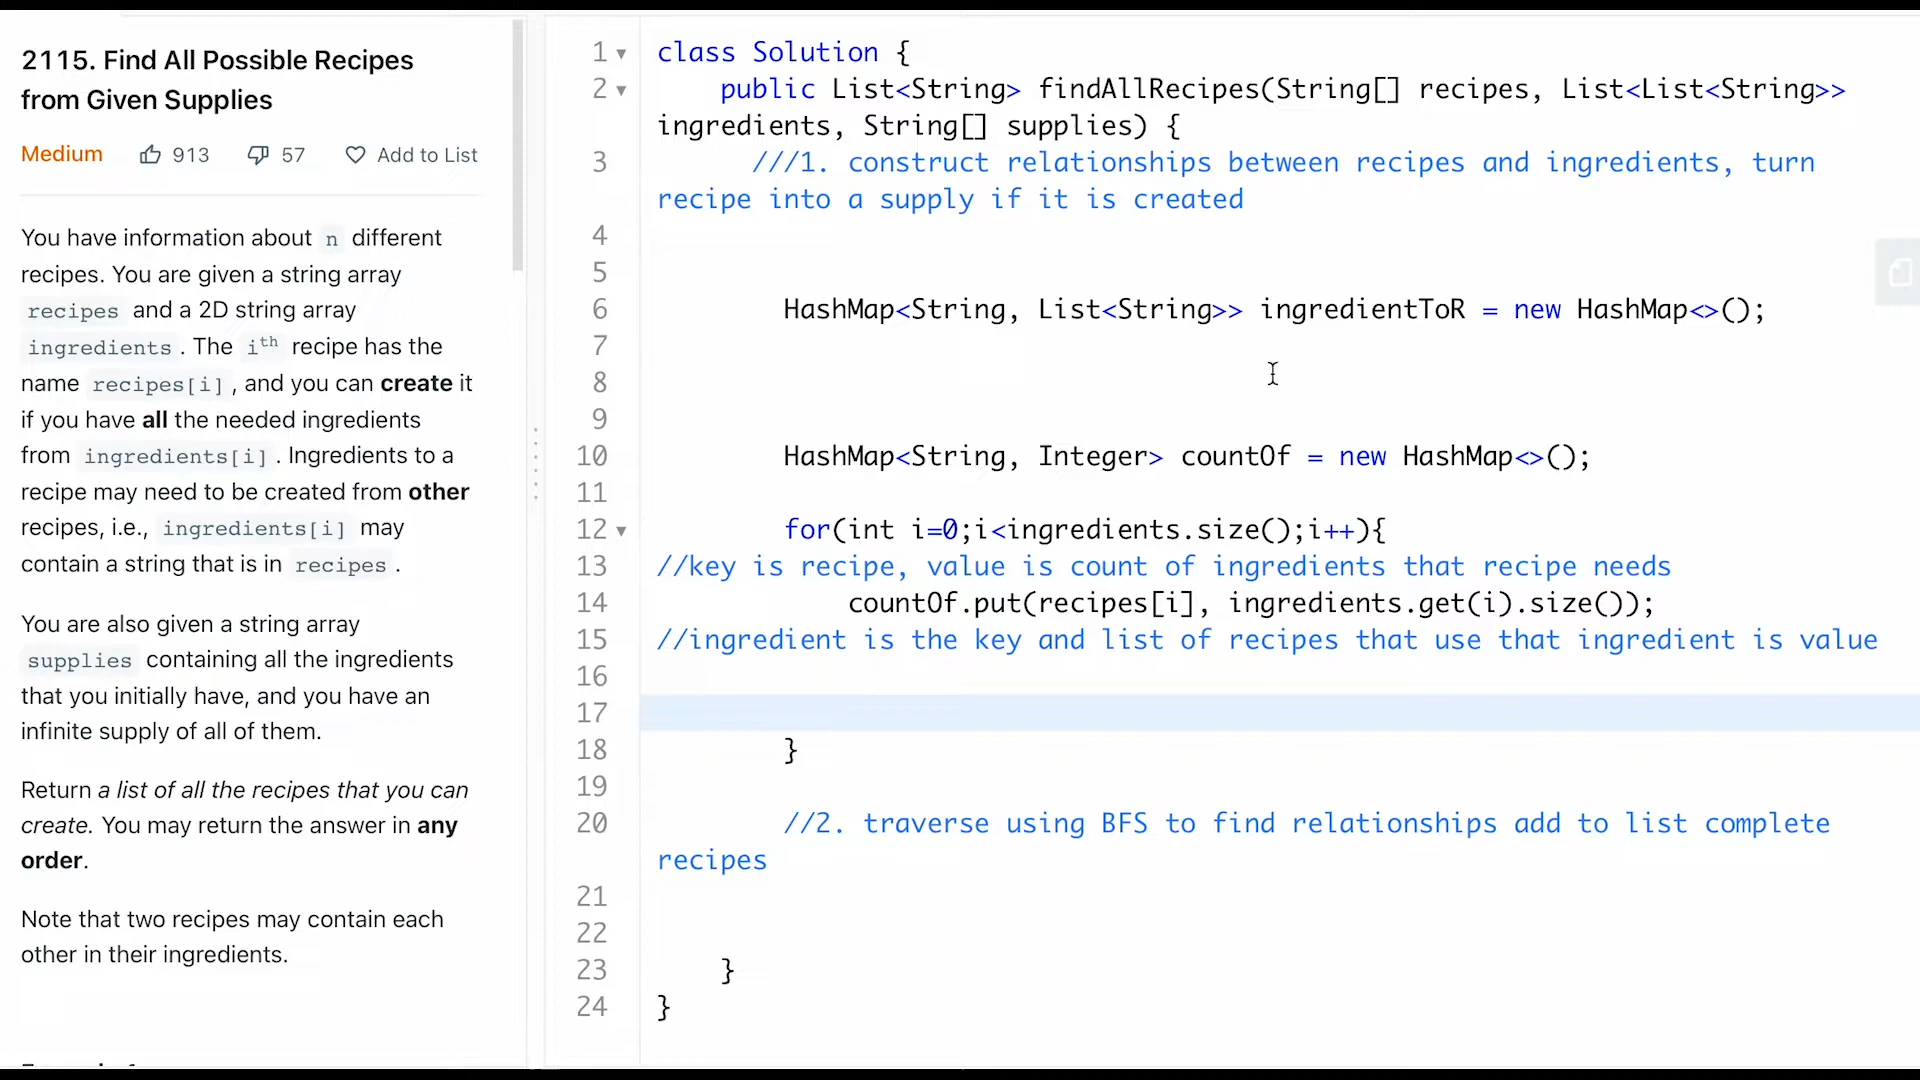 2115. Find All Possible Recipes
from Given Supplies
Medium 913 57 Add to List
You have information about n different
recipes. You are given a string array
recipes and a 2D string array
ingredients . The ith recipe has the
name recipes[i] , and you can create it
if you have all the needed ingredients
from ingredients[i] . Ingredients to a
recipe may need to be created from other
recipes, i.e., ingredients[i] may
contain a string that is in recipes .
You are also given a string array
supplies containing all the ingredients
that you initially have, and you have an
infinite supply of all of them.
Return a list of all the recipes that you can
create. You may return the answer in any
order.
Note that two recipes may contain each
other in their ingredients.
1 class Solution {
2 public List<String> findAllRecipes(String[] recipes, List<List<String>>
ingredients, String[] supplies) {
3 ///1. construct relationships between recipes and ingredients, turn
recipe into a supply if it is created
4
5
6 HashMap<String, List<String>> ingredientToR = new HashMap<>();
7
8
9
10 HashMap<String, Integer> countOf = new HashMap<>();
11
12 for(int i=0;i<ingredients.size();i++){
13 //key is recipe, value is count of ingredients that recipe needs
14 countOf.put(recipes[i], ingredients.get(i).size());
15 //ingredient is the key and list of recipes that use that ingredient is value
16
17
18 }
19
20 //2. traverse using BFS to find relationships add to list complete
recipes
21
22
23 }
24 }